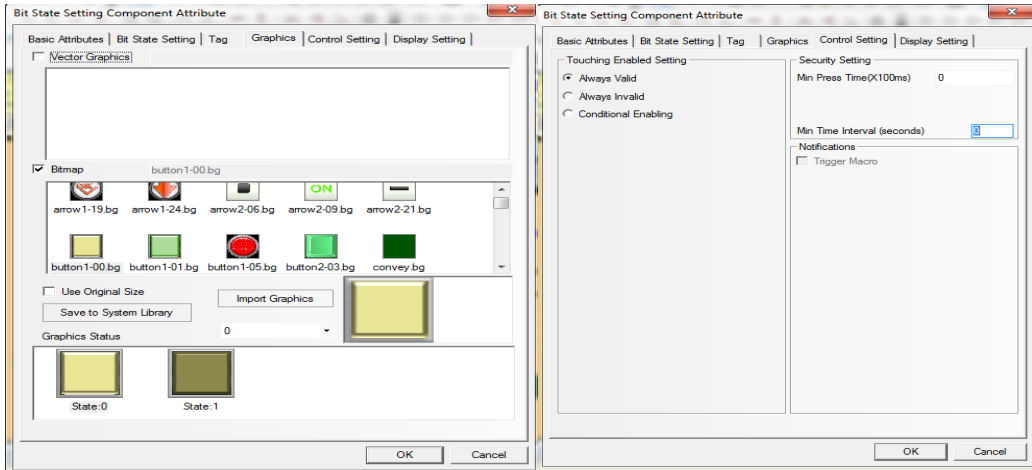 Bit State Setting Component Attribute
Basic Attributes | Bit State Setting | Tag | Graphics | Control Setting | Display Setting |
Vector Graphics
Bitmap button1-00.bg
ON
arrow1-19.bg arrow1-24.bg arrow2-06.bg arrow2-09.bg arrow2-21.bg
button1-00.bg button1-01.bg button1-05.bg button2-03.bg convey.bg
Use Original Size
Import Graphics
Save to System Library
0
Graphics Status
State:0 State:1
OK Cancel
Bit State Setting Component Attribute
Basic Attributes | Bit State Setting | Tag | Graphics | Control Setting | Display Setting |
Touching Enabled Setting
Always Valid
Always Invalid
Conditional Enabling
Security Setting
Min Press Time(X100ms) 0
Min Time Interval (seconds) 0
Notifications
Trigger Macro
OK Cancel